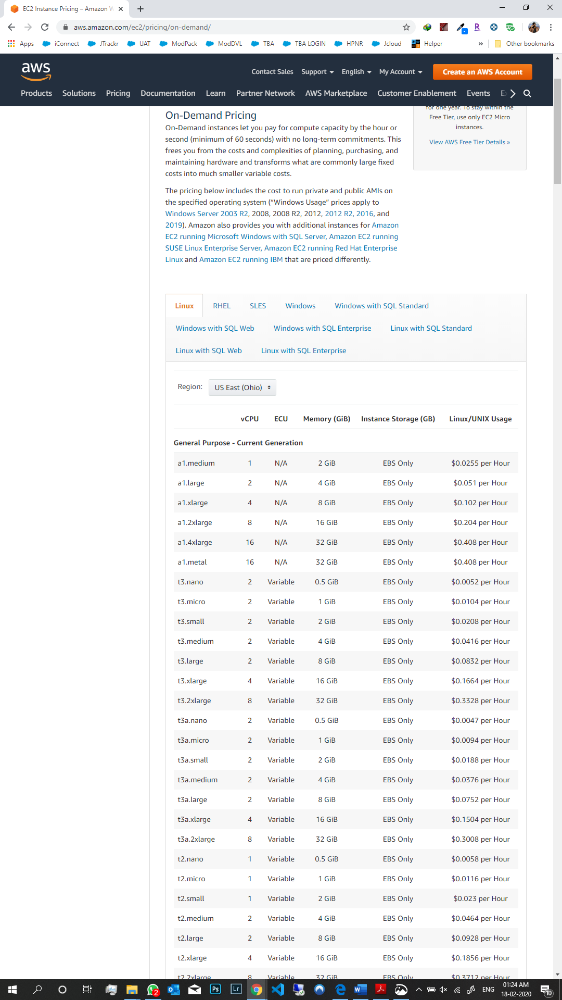 EC2 Instance Pricing – Amazon W
aws.amazon.com/ec2/pricing/on-demand/
Apps iConnect JTrackr UAT ModPack ModDVL TBA TBA LOGIN HPNR Jcloud Helper » Other bookmarks
aws
Contact Sales Support English My Account Create an AWS Account
Products Solutions Pricing Documentation Learn Partner Network AWS Marketplace Customer Enablement Events
for one year. To stay within the
Free Tier, use only EC2 Micro
instances.
View AWS Free Tier Details »
On-Demand Pricing
On-Demand instances let you pay for compute capacity by the hour or
second (minimum of 60 seconds) with no long-term commitments. This
frees you from the costs and complexities of planning, purchasing, and
maintaining hardware and transforms what are commonly large fixed
costs into much smaller variable costs.
The pricing below includes the cost to run private and public AMIs on
the specified operating system (“Windows Usage” prices apply to
Windows Server 2003 R2, 2008, 2008 R2, 2012, 2012 R2, 2016, and
2019). Amazon also provides you with additional instances for Amazon
EC2 running Microsoft Windows with SQL Server, Amazon EC2 running
SUSE Linux Enterprise Server, Amazon EC2 running Red Hat Enterprise
Linux and Amazon EC2 running IBM that are priced differently.
Linux RHEL SLES Windows Windows with SQL Standard
Windows with SQL Web Windows with SQL Enterprise Linux with SQL Standard
Linux with SQL Web Linux with SQL Enterprise
Region: US East (Ohio)
vCPU ECU Memory (GiB) Instance Storage (GB) Linux/UNIX Usage
General Purpose - Current Generation
a1.medium 1 N/A 2 GiB EBS Only $0.0255 per Hour
a1.large 2 N/A 4 GiB EBS Only $0.051 per Hour
a1.xlarge 4 N/A 8 GiB EBS Only $0.102 per Hour
a1.2xlarge 8 N/A 16 GiB EBS Only $0.204 per Hour
a1.4xlarge 16 N/A 32 GiB EBS Only $0.408 per Hour
a1.metal 16 N/A 32 GiB EBS Only $0.408 per Hour
t3.nano 2 Variable 0.5 GiB EBS Only $0.0052 per Hour
t3.micro 2 Variable 1 GiB EBS Only $0.0104 per Hour
t3.small 2 Variable 2 GiB EBS Only $0.0208 per Hour
t3.medium 2 Variable 4 GiB EBS Only $0.0416 per Hour
t3.large 2 Variable 8 GiB EBS Only $0.0832 per Hour
t3.xlarge 4 Variable 16 GiB EBS Only $0.1664 per Hour
t3.2xlarge 8 Variable 32 GiB EBS Only $0.3328 per Hour
t3a.nano 2 Variable 0.5 GiB EBS Only $0.0047 per Hour
t3a.micro 2 Variable 1 GiB EBS Only $0.0094 per Hour
t3a.small 2 Variable 2 GiB EBS Only $0.0188 per Hour
t3a.medium 2 Variable 4 GiB EBS Only $0.0376 per Hour
t3a.large 2 Variable 8 GiB EBS Only $0.0752 per Hour
t3a.xlarge 4 Variable 16 GiB EBS Only $0.1504 per Hour
t3a.2xlarge 8 Variable 32 GiB EBS Only $0.3008 per Hour
t2.nano 1 Variable 0.5 GiB EBS Only $0.0058 per Hour
t2.micro 1 Variable 1 GiB EBS Only $0.0116 per Hour
t2.small 1 Variable 2 GiB EBS Only $0.023 per Hour
t2.medium 2 Variable 4 GiB EBS Only $0.0464 per Hour
t2.large 2 Variable 8 GiB EBS Only $0.0928 per Hour
t2.xlarge 4 Variable 16 GiB EBS Only $0.1856 per Hour
t2.2xlarge 8 Variable 32 GiB EBS Only $0.3712 per Hour
2 Ps Lr ENG 01:24 AM 10
18-02-2020